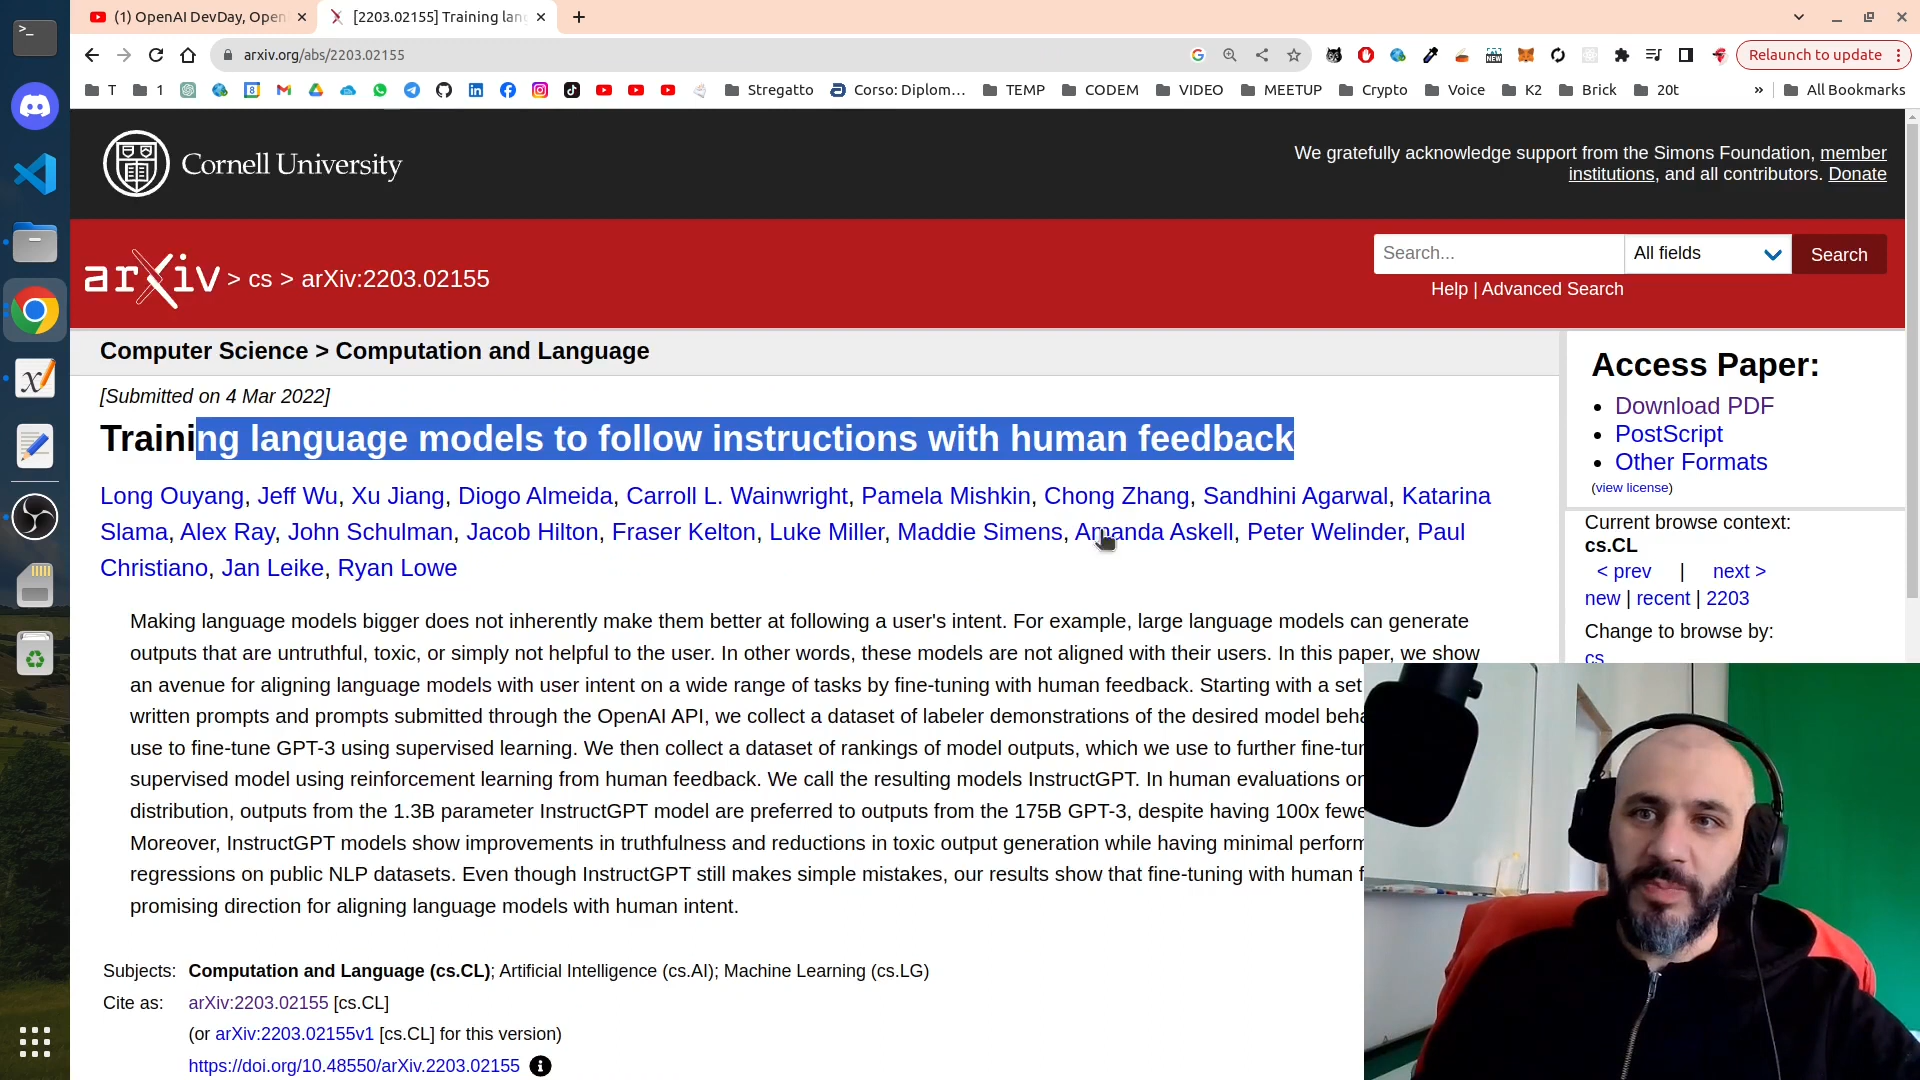 (1) OpenAI DevDay, Open
[2203.02155] Training lan
arxiv.org/abs/2203.02155
NEW
Relaunch to update
T
1
8
Stregatto
Corso: Diplom...
TEMP
CODEM
VIDEO
MEETUP
Crypto
Voice
K2
Brick
20t
»
All Bookmarks
Cornell University
We gratefully acknowledge support from the Simons Foundation, member
institutions, and all contributors. Donate
arXiv > cs > arXiv:2203.02155
Search...
All fields
Search
Help | Advanced Search
Computer Science > Computation and Language
[Submitted on 4 Mar 2022]
Training language models to follow instructions with human feedback
Long Ouyang, Jeff Wu, Xu Jiang, Diogo Almeida, Carroll L. Wainwright, Pamela Mishkin, Chong Zhang, Sandhini Agarwal, Katarina
Slama, Alex Ray, John Schulman, Jacob Hilton, Fraser Kelton, Luke Miller, Maddie Simens, Amanda Askell, Peter Welinder, Paul
Christiano, Jan Leike, Ryan Lowe
Making language models bigger does not inherently make them better at following a user's intent. For example, large language models can generate
outputs that are untruthful, toxic, or simply not helpful to the user. In other words, these models are not aligned with their users. In this paper, we show
an avenue for aligning language models with user intent on a wide range of tasks by fine-tuning with human feedback. Starting with a set
written prompts and prompts submitted through the OpenAI API, we collect a dataset of labeler demonstrations of the desired model beha
use to fine-tune GPT-3 using supervised learning. We then collect a dataset of rankings of model outputs, which we use to further fine-tun
supervised model using reinforcement learning from human feedback. We call the resulting models InstructGPT. In human evaluations on
distribution, outputs from the 1.3B parameter InstructGPT model are preferred to outputs from the 175B GPT-3, despite having 100x fewe
Moreover, InstructGPT models show improvements in truthfulness and reductions in toxic output generation while having minimal perform
regressions on public NLP datasets. Even though InstructGPT still makes simple mistakes, our results show that fine-tuning with human f
promising direction for aligning language models with human intent.
Subjects: Computation and Language (cs.CL); Artificial Intelligence (cs.AI); Machine Learning (cs.LG)
Cite as: arXiv:2203.02155 [cs.CL]
(or arXiv:2203.02155v1 [cs.CL] for this version)
https://doi.org/10.48550/arXiv.2203.02155
Access Paper:
Download PDF
PostScript
Other Formats
(view license)
Current browse context:
cs.CL
< prev | next >
new | recent | 2203
Change to browse by:
cs